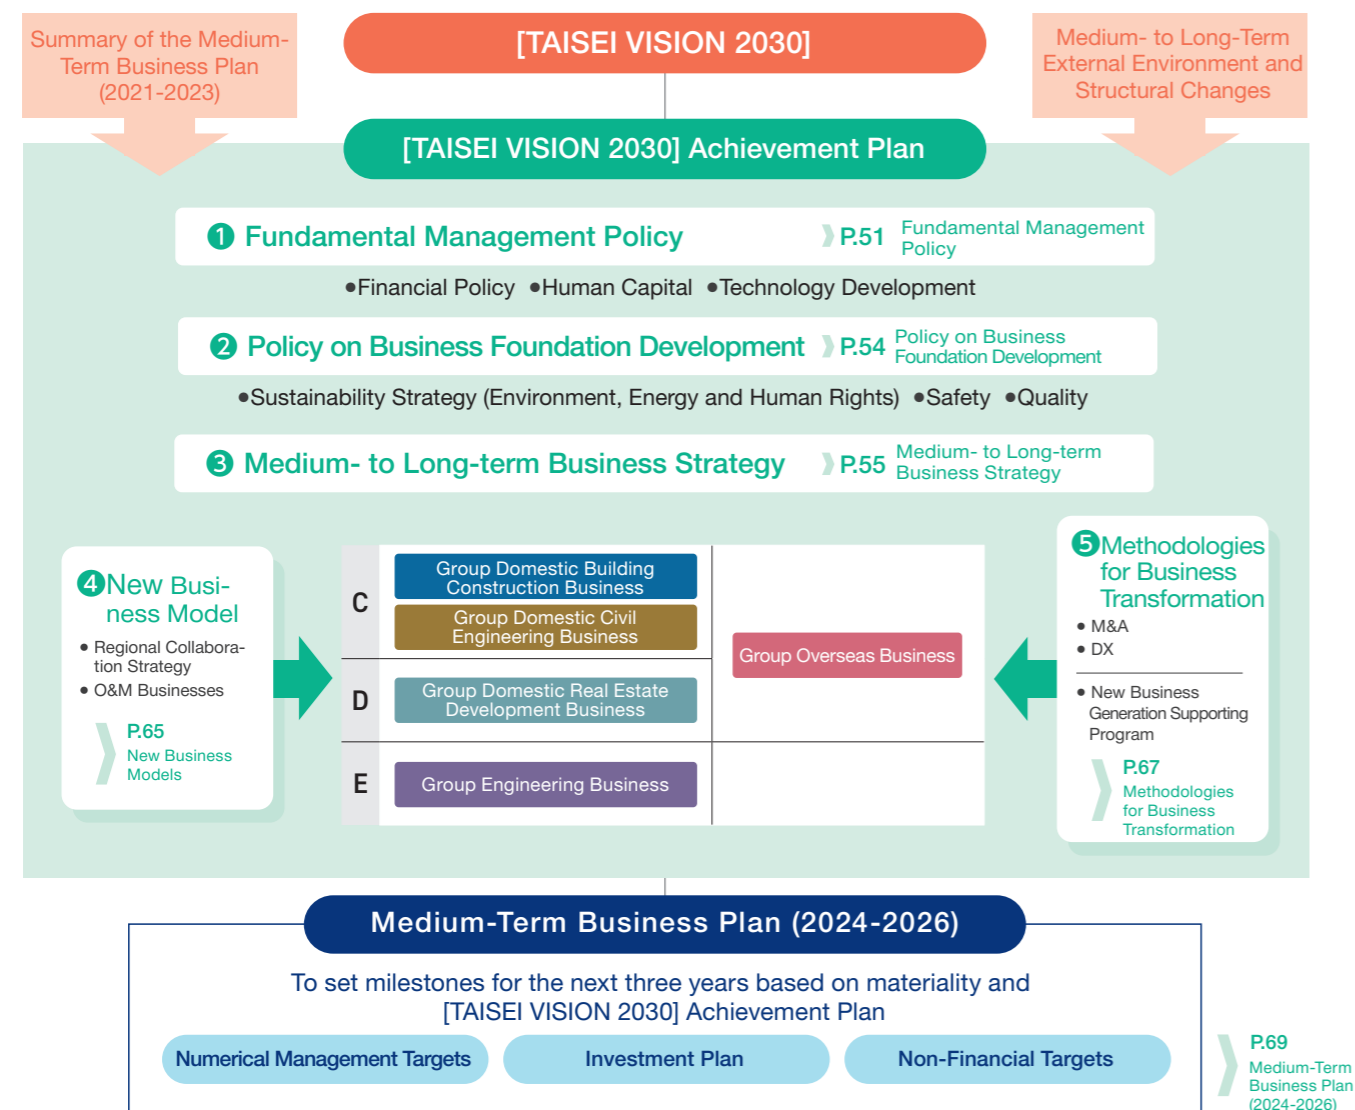 Summary of the Medium-
Term Business Plan
(2021-2023)
[TAISEI VISION 2030]
Medium- to Long-Term
External Environment and
Structural Changes
[TAISEI VISION 2030] Achievement Plan
❶ Fundamental Management Policy
P.51
Fundamental Management
Policy
●Financial Policy ●Human Capital ●Technology Development
❷ Policy on Business Foundation Development
P.54
Policy on Business
Foundation Development
●Sustainability Strategy (Environment, Energy and Human Rights) ●Safety ●Quality
❸ Medium- to Long-term Business Strategy
P.55
Medium- to Long-term
Business Strategy
❹New Busi-
ness Model
● Regional Collabora-
tion Strategy
● O&M Businesses
P.65
New Business
Models
C
Group Domestic Building
Construction Business
Group Domestic Civil
Engineering Business
D
Group Domestic Real Estate
Development Business
E
Group Engineering Business
Group Overseas Business
❺Methodologies
for Business
Transformation
● M&A
● DX
● New Business
Generation Supporting
Program
P.67
Methodologies
for Business
Transformation
Medium-Term Business Plan (2024-2026)
To set milestones for the next three years based on materiality and
[TAISEI VISION 2030] Achievement Plan
Numerical Management Targets
Investment Plan
Non-Financial Targets
P.69
Medium-Term
Business Plan
(2024-2026)